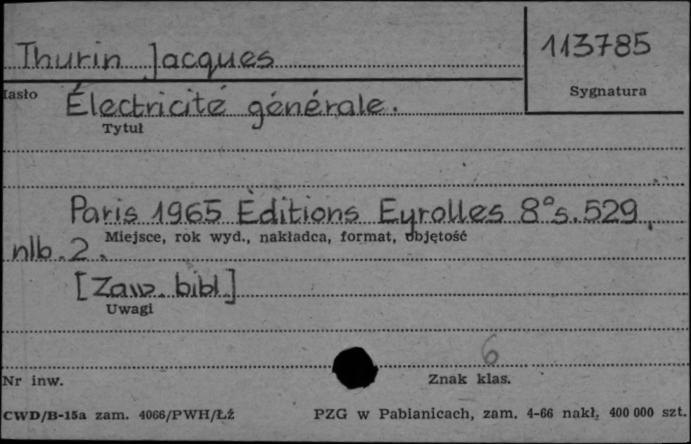 Thurin Jacques 113785
Hasło Électricité générale. Sygnatura
Tytuł
Paris 1965 Éditions Eyrolles 8° s. 529,
Miejsce, rok wyd., nakładca, format, objętość
nlb. 2.
[Zaw. bibl.]
Uwagi
6
Nr inw. Znak klas.
CWD/B-15a zam. 4066/PWH/ŁŻ PZG w Pabianicach, zam. 4-66 nakł. 400 000 szt.